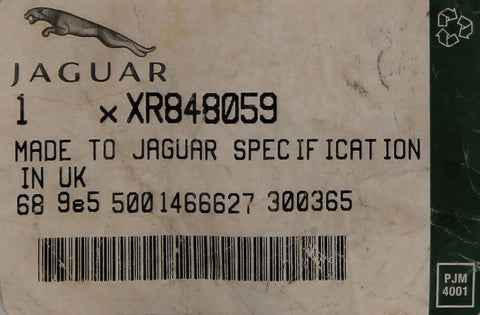 JAGUAR
1 x XR848059
MADE TO JAGUAR SPECIFICATION
IN UK
68 9e5 5001466627 300365
PJM
4001